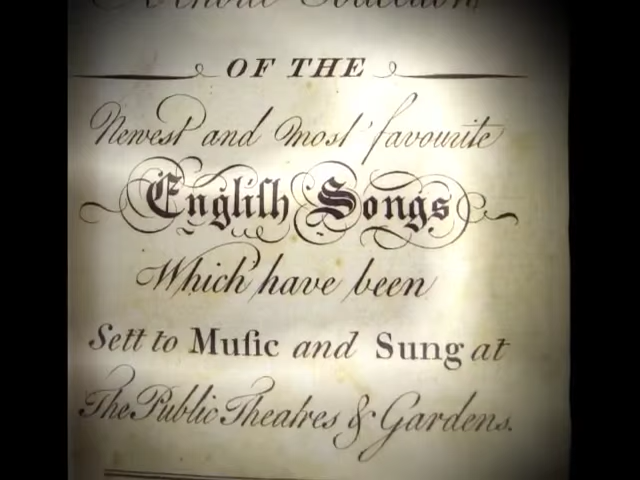 OF THE
Newest and most favourite
Engliſh Songs
Which have been
Sett to Muſic and Sung at
The Public Theatres & Gardens.